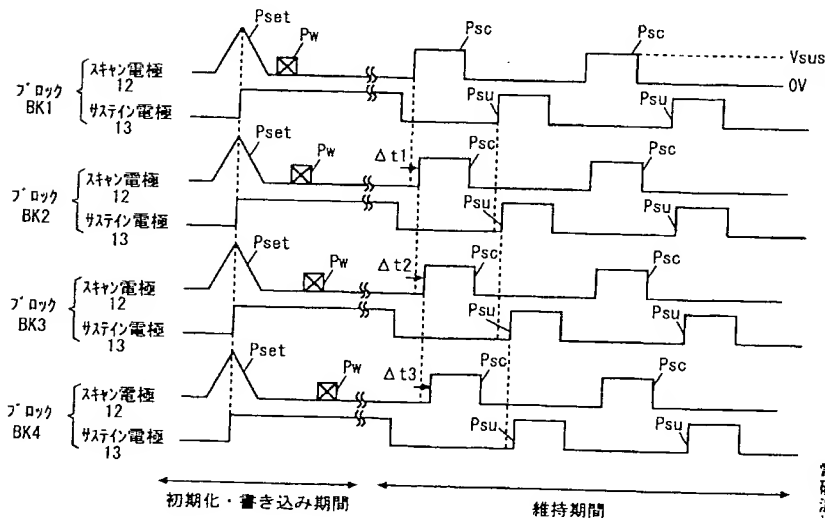 Pset
Pw
Psc
Psc
Vsus
0V
ブロック
BK1
スキャン電極
12
サステイン電極
13
Psu
Psu
Pset
Pw
Δt1
Psc
Psc
ブロック
BK2
スキャン電極
12
サステイン電極
13
Psu
Psu
Pset
Pw
Δt2
Psc
Psc
ブロック
BK3
スキャン電極
12
サステイン電極
13
Psu
Psu
Pset
Pw
Δt3
Psc
Psc
ブロック
BK4
スキャン電極
12
サステイン電極
13
Psu
Psu
初期化・書き込み期間
維持期間